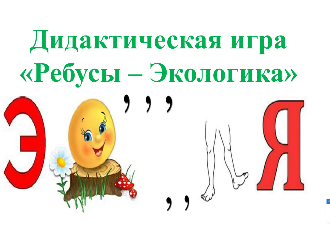 Дидактическая игра
«Ребусы – Экологика»
Э , , , , , Я